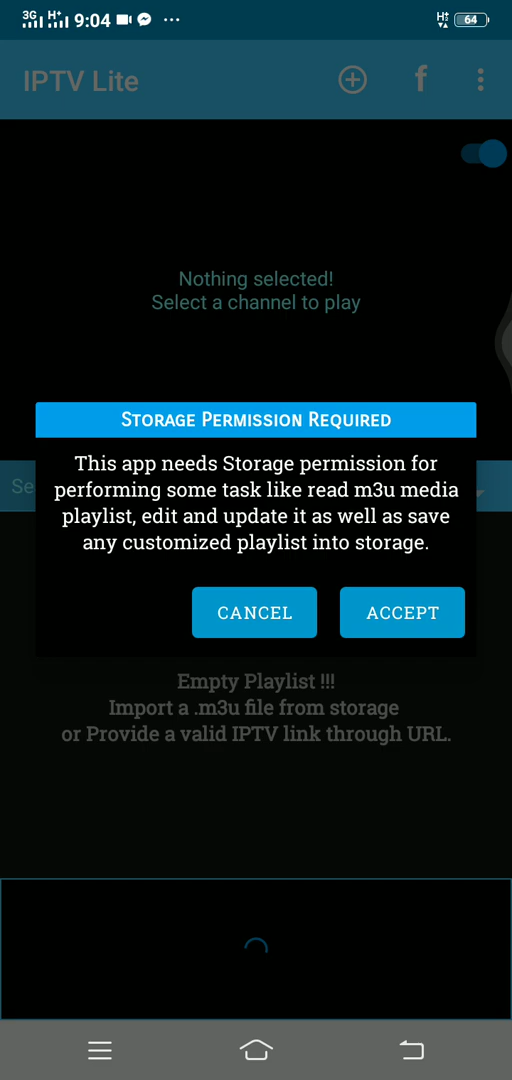 3G H+ 9:04 ... H+ 64
IPTV Lite
f
Nothing selected!
Select a channel to play
STORAGE PERMISSION REQUIRED
This app needs Storage permission for
performing some task like read m3u media
playlist, edit and update it as well as save
any customized playlist into storage.
Se
CANCEL ACCEPT
Empty Playlist !!!
Import a .m3u file from storage
or Provide a valid IPTV link through URL.